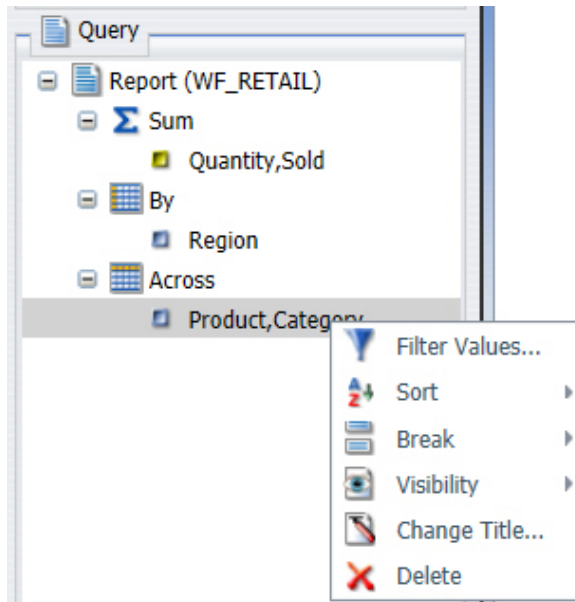 Query
Report (WF_RETAIL)
Sum
Quantity,Sold
By
Region
Across
Product,Category
Filter Values...
Sort
Break
Visibility
Change Title...
Delete